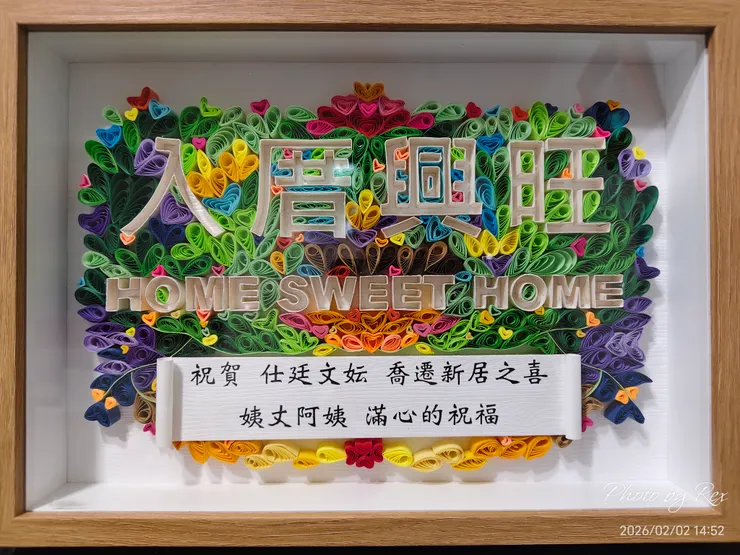 入厝興旺
HOME SWEET HOME
祝賀 仕廷文妘 喬遷新居之喜
姨丈阿姨 滿心的祝福
Photo by Rex
2026/02/02 14:52